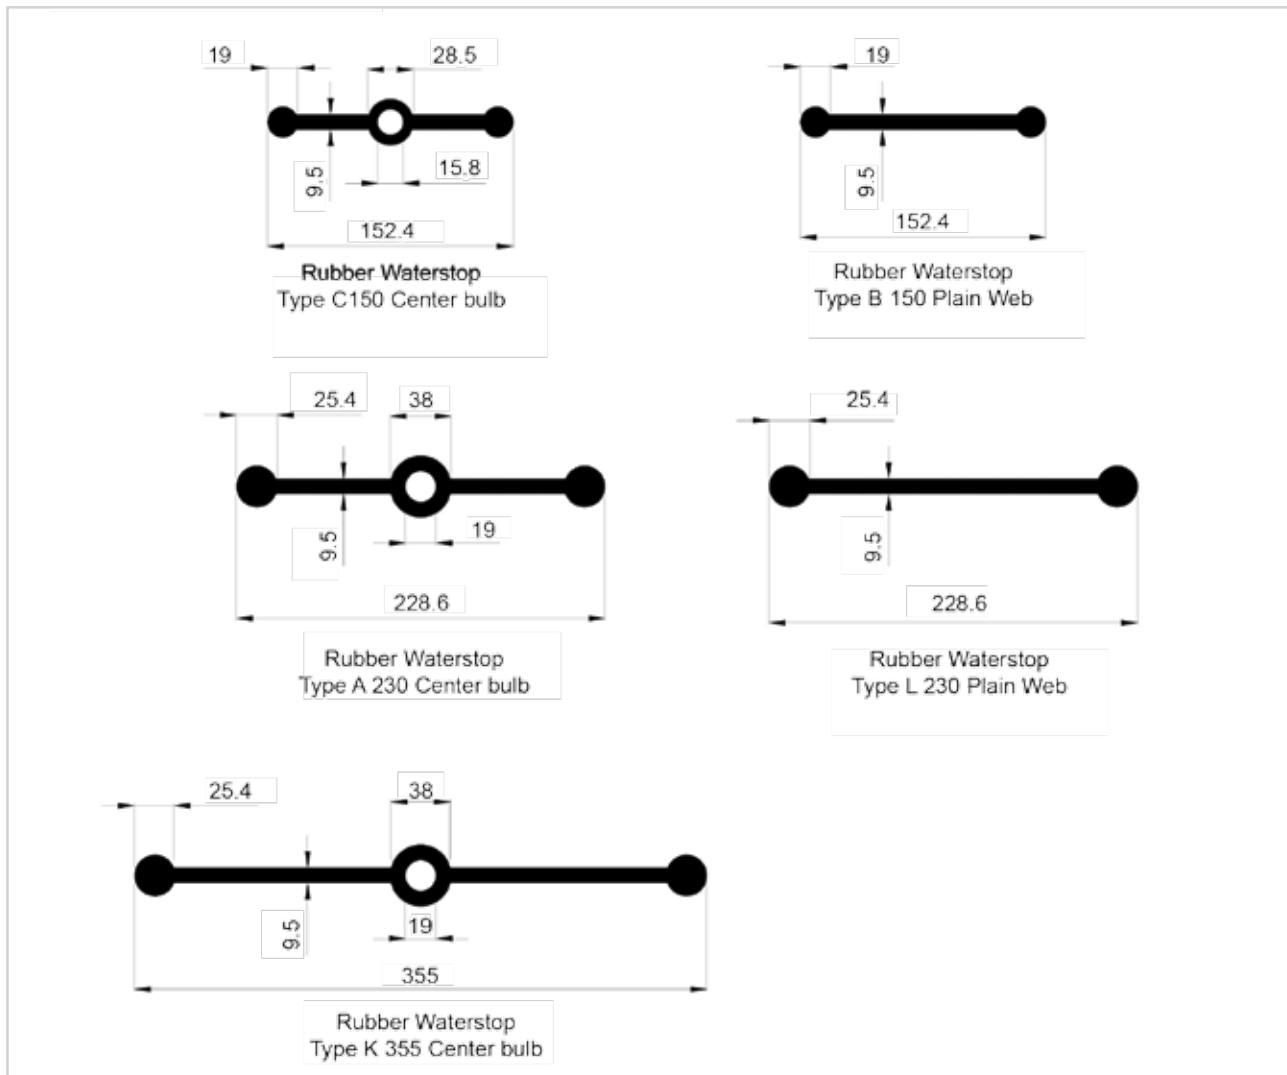 19
28.5
9.5
15.8
152.4
Rubber Waterstop
Type C150 Center bulb
19
9.5
152.4
Rubber Waterstop
Type B 150 Plain Web
25.4
38
9.5
19
228.6
Rubber Waterstop
Type A 230 Center bulb
25.4
9.5
228.6
Rubber Waterstop
Type L 230 Plain Web
25.4
38
9.5
19
355
Rubber Waterstop
Type K 355 Center bulb